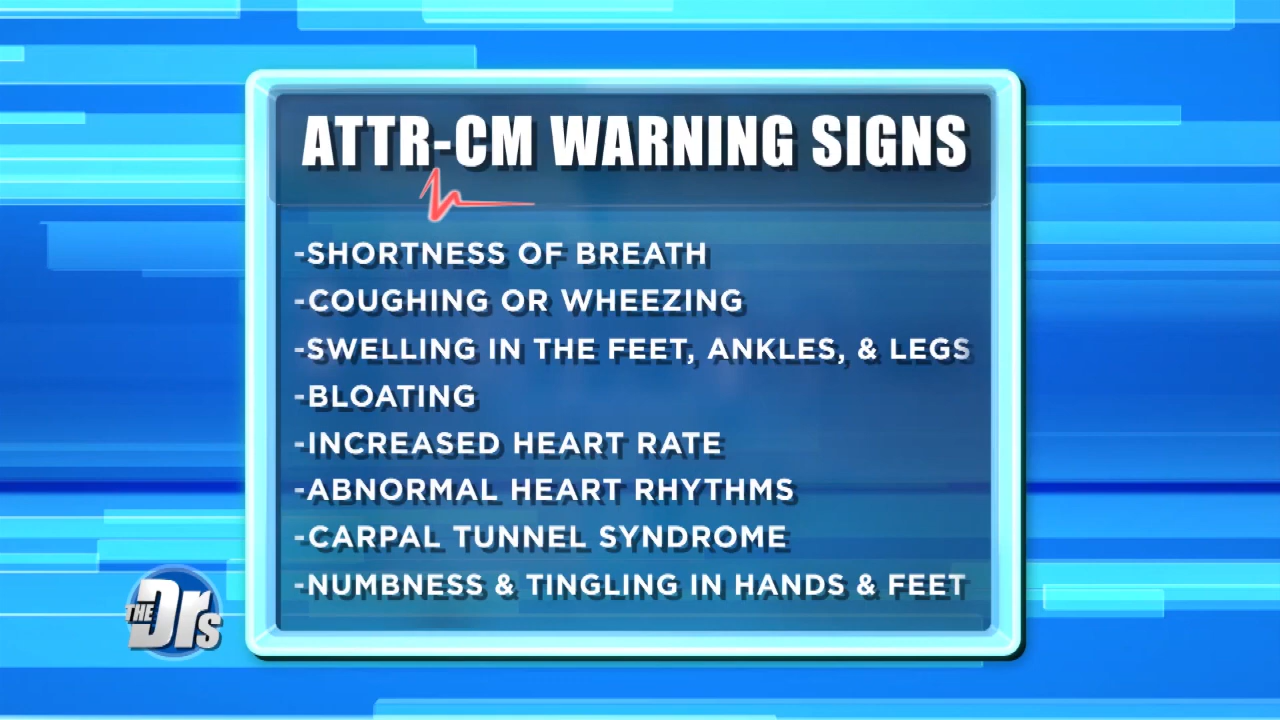 ATTR-CM WARNING SIGNS
-SHORTNESS OF BREATH
-COUGHING OR WHEEZING
-SWELLING IN THE FEET, ANKLES, & LEGS
-BLOATING
-INCREASED HEART RATE
-ABNORMAL HEART RHYTHMS
-CARPAL TUNNEL SYNDROME
-NUMBNESS & TINGLING IN HANDS & FEET
THE Drs